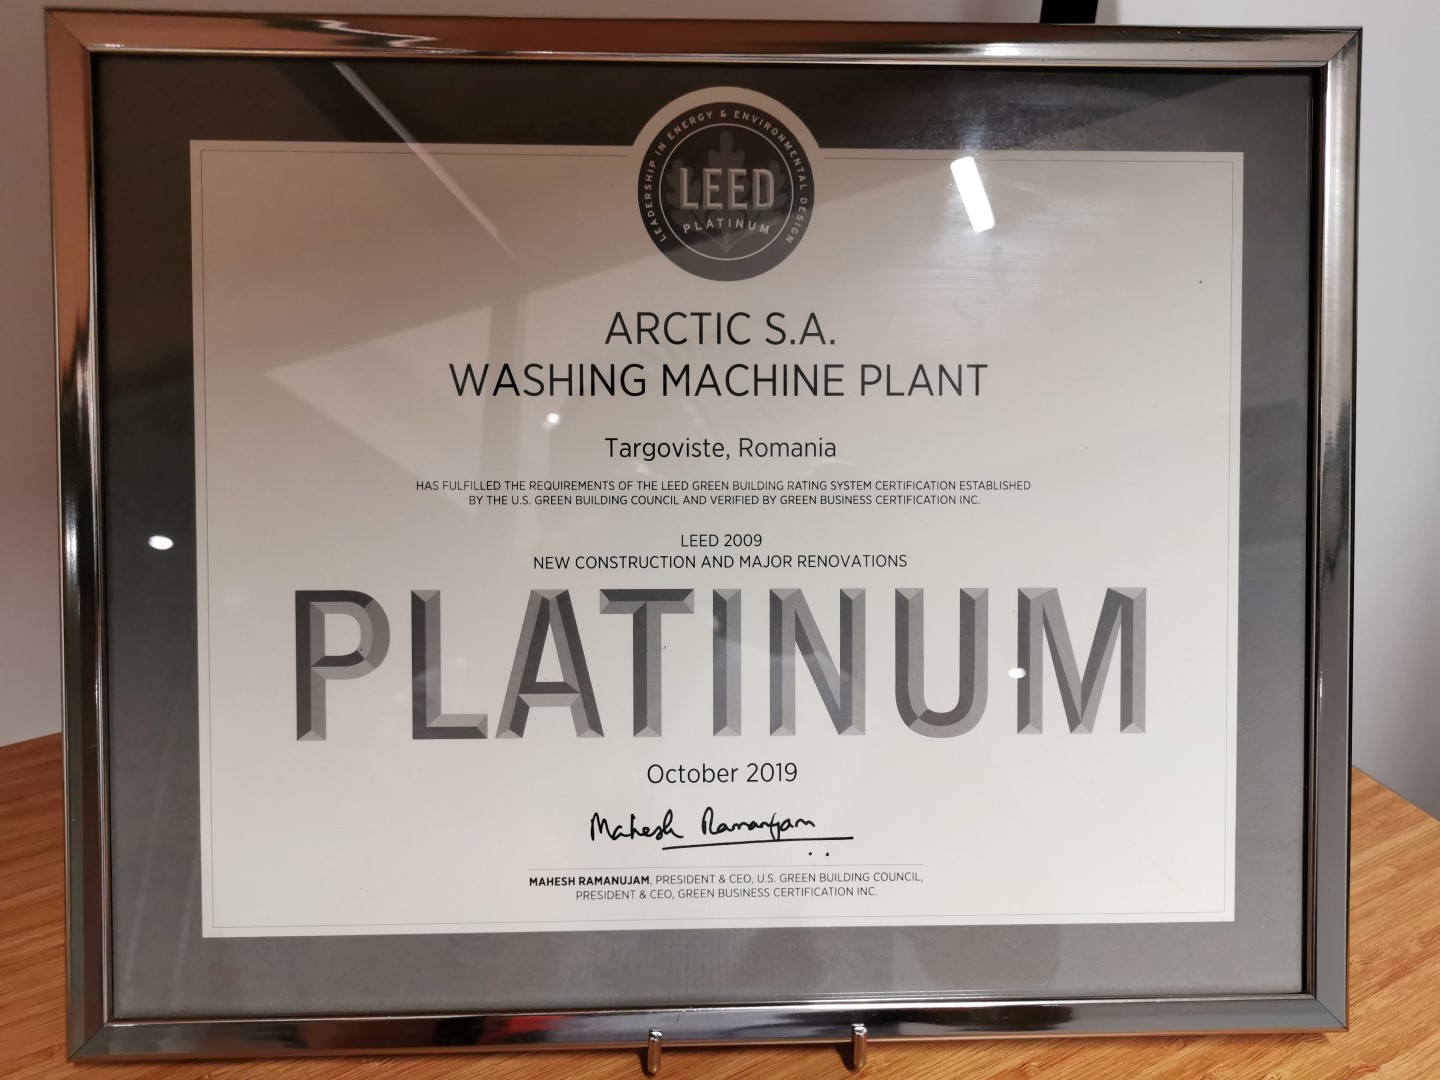 LEADERSHIP IN ENERGY & ENVIRONMENTAL DESIGN
LEED
PLATINUM
ARCTIC S.A.
WASHING MACHINE PLANT
Targoviste, Romania
HAS FULFILLED THE REQUIREMENTS OF THE LEED GREEN BUILDING RATING SYSTEM CERTIFICATION ESTABLISHED
BY THE U.S. GREEN BUILDING COUNCIL AND VERIFIED BY GREEN BUSINESS CERTIFICATION INC.
LEED 2009
NEW CONSTRUCTION AND MAJOR RENOVATIONS
PLATINUM
October 2019
Mahesh Ramanujam
MAHESH RAMANUJAM, PRESIDENT & CEO, U.S. GREEN BUILDING COUNCIL,
PRESIDENT & CEO, GREEN BUSINESS CERTIFICATION INC.